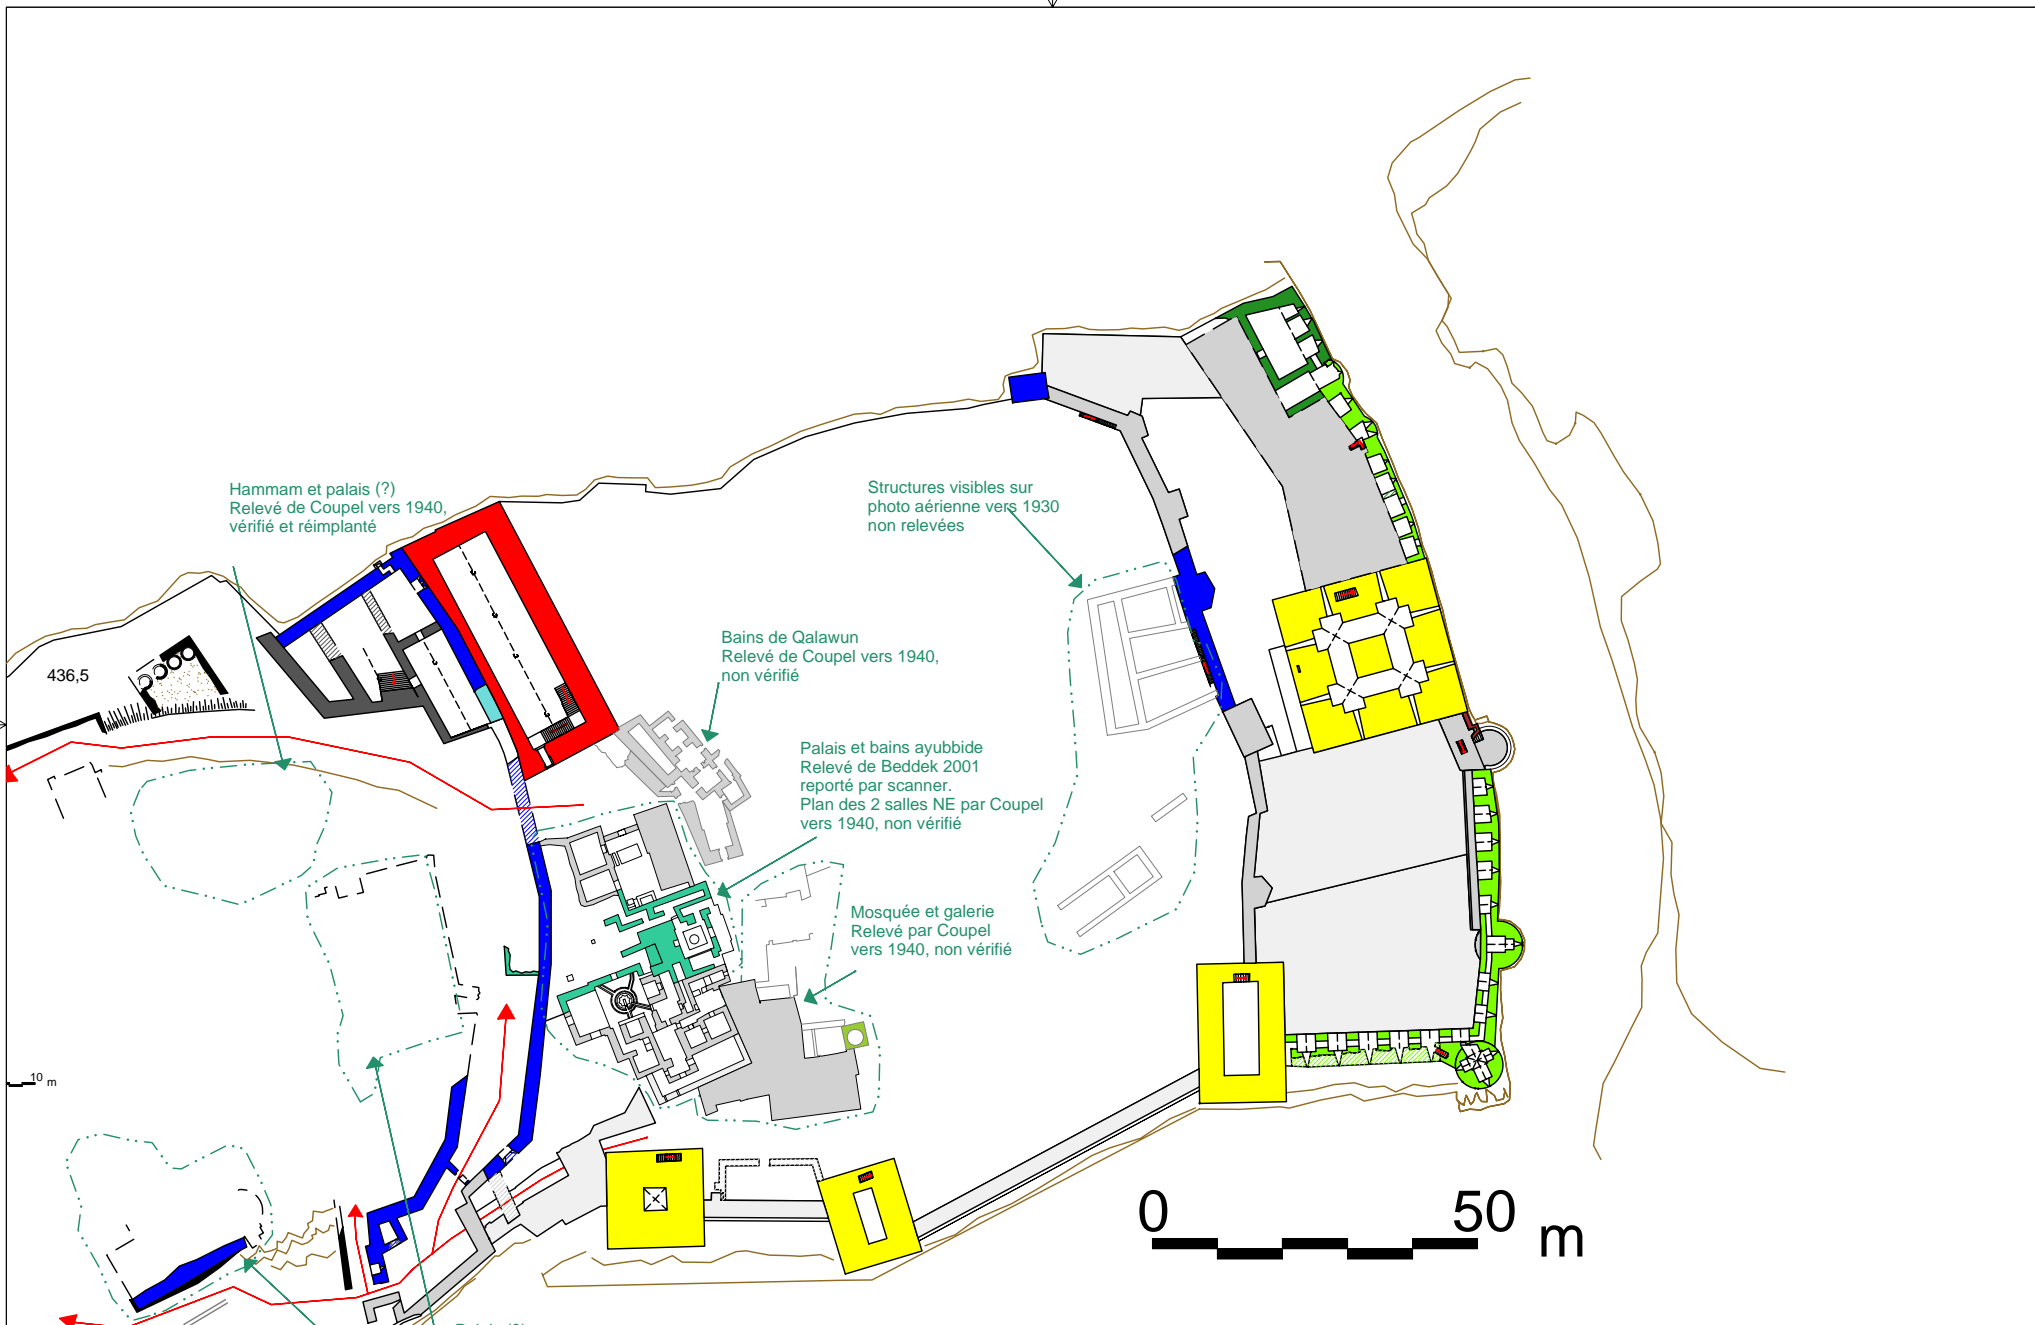 Hammam et palais (?)
Relevé de Coupel vers 1940,
vérifié et réimplanté
Structures visibles sur
photo aérienne vers 1930
non relevées
436,5
Bains de Qalawun
Relevé de Coupel vers 1940,
non vérifié
Palais et bains ayubbide
Relevé de Beddek 2001
reporté par scanner.
Plan des 2 salles NE par Coupel
vers 1940, non vérifié
Mosquée et galerie
Relevé par Coupel
vers 1940, non vérifié
10 m
0 50 m